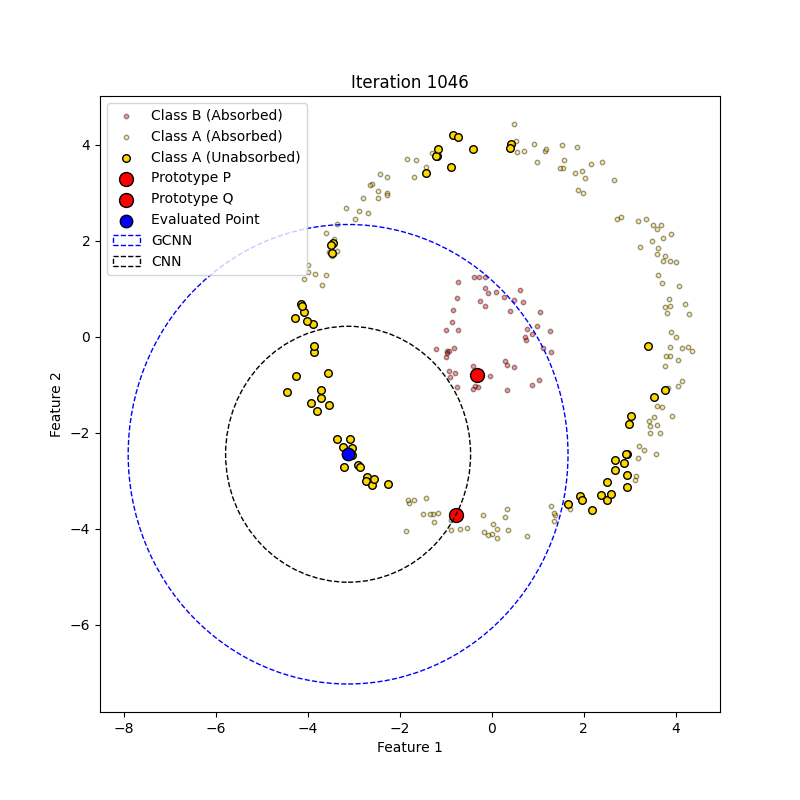 Iteration 1046
Class B (Absorbed)
Class A (Absorbed)
Class A (Unabsorbed)
Prototype P
Prototype Q
Evaluated Point
GCNN
CNN
4
2
0
−2
−4
−6
Feature 2
−8 −6 −4 −2 0 2 4
Feature 1